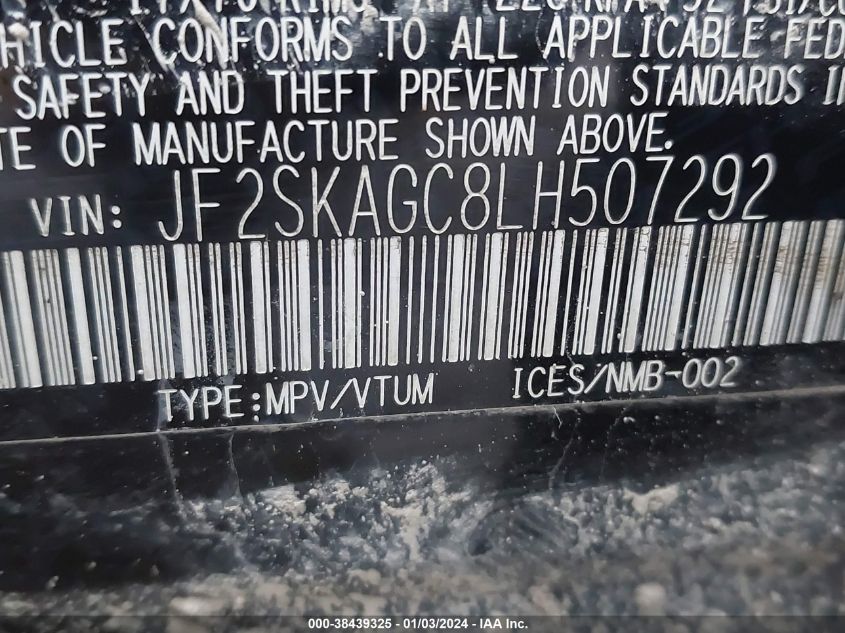 VEHICLE CONFORMS TO ALL APPLICABLE FED
SAFETY AND THEFT PREVENTION STANDARDS
TE OF MANUFACTURE SHOWN ABOVE.
VIN: JF2SKAGC8LH507292
TYPE:MPV/VTUM ICES/NMB-002
000-38439325 - 01/03/2024 - IAA Inc.